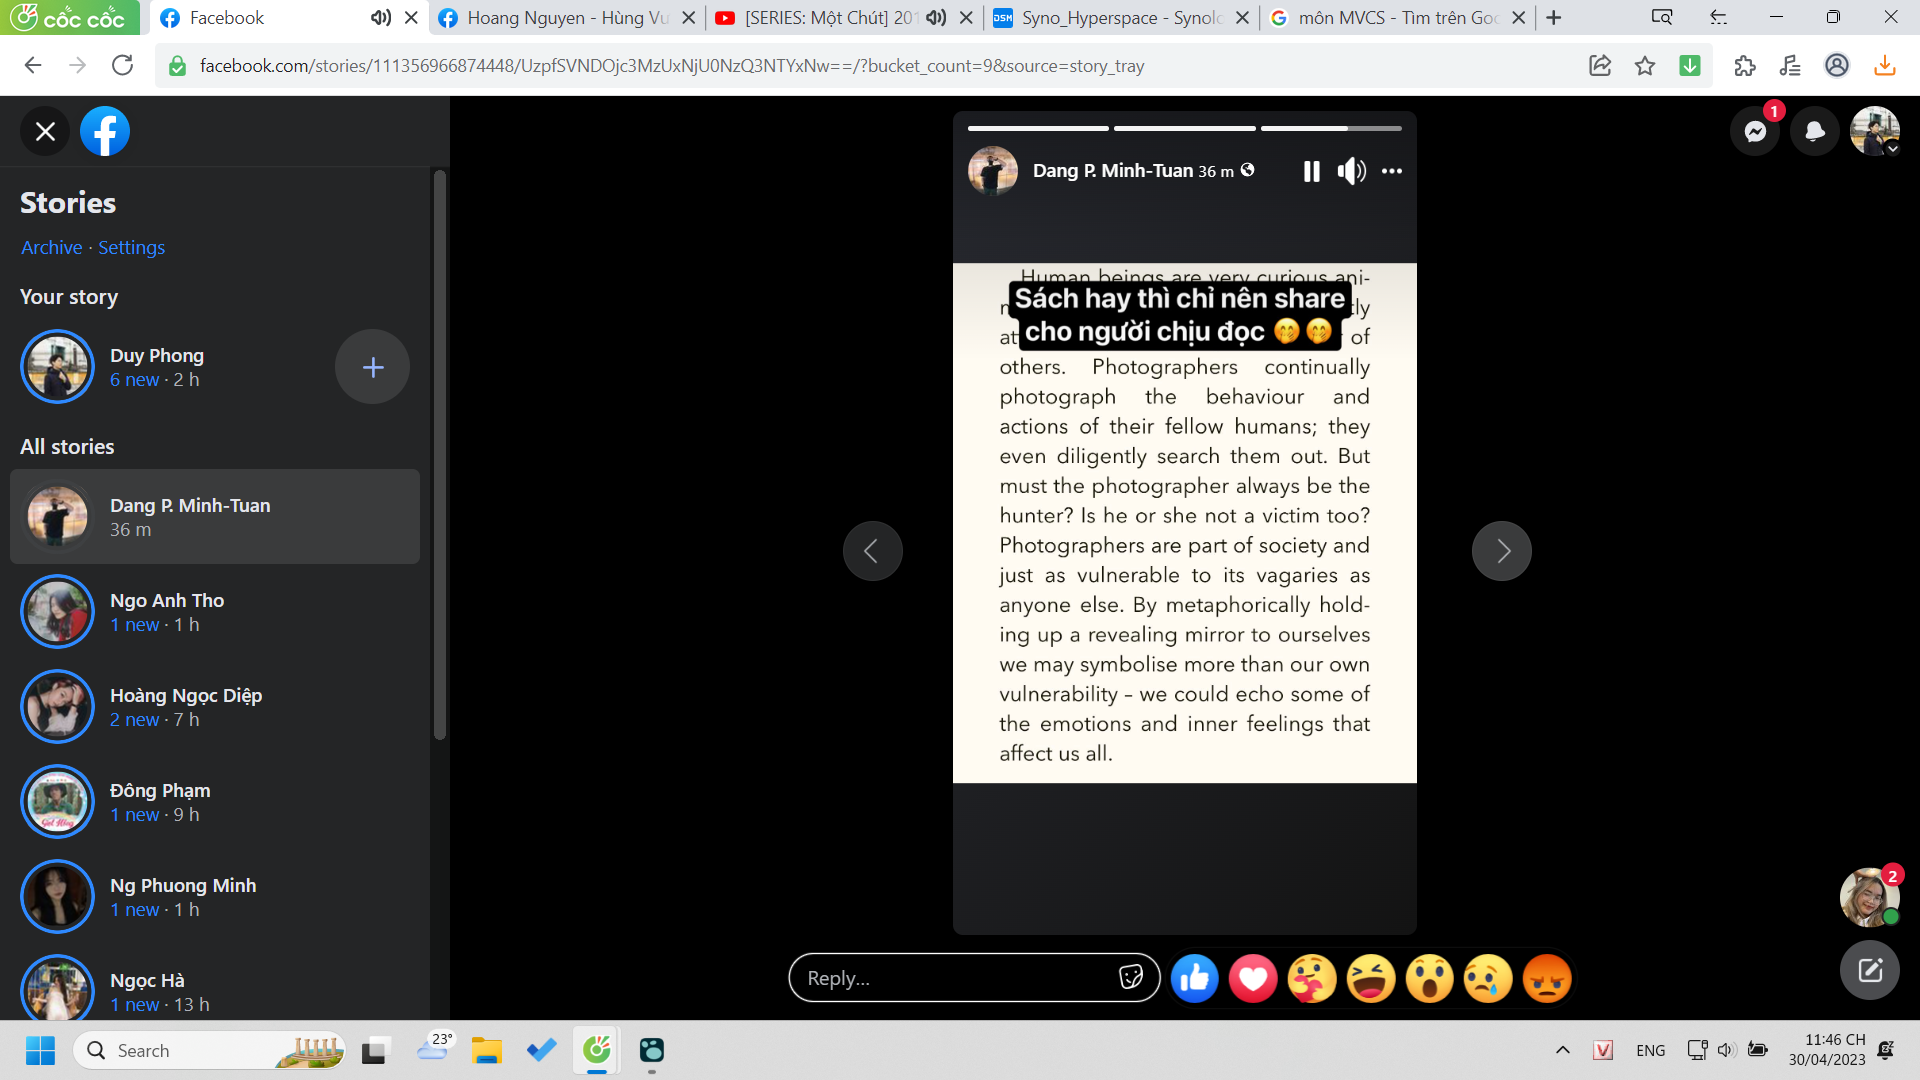 cốc cốc
Facebook
Hoang Nguyen - Hùng Vư
[SERIES: Một Chút] 201
Syno_Hyperspace - Synolo
môn MVCS - Tìm trên Goo
facebook.com/stories/111356966874448/UzpfSVNDOjc3MzUxNjU0NzQ3NTYxNw==/?bucket_count=9&source=story_tray
Stories
Archive · Settings
Your story
Duy Phong
6 new · 2 h
All stories
Dang P. Minh-Tuan
36 m
Ngo Anh Tho
1 new · 1 h
Hoàng Ngọc Diệp
2 new · 7 h
Đông Phạm
1 new · 9 h
Ng Phuong Minh
1 new · 1 h
Ngọc Hà
1 new · 13 h
Dang P. Minh-Tuan 36 m
Human beings are very curious ani-
Sách hay thì chỉ nên share
cho người chịu đọc 🤭🤭
of
others. Photographers continually
photograph the behaviour and
actions of their fellow humans; they
even diligently search them out. But
must the photographer always be the
hunter? Is he or she not a victim too?
Photographers are part of society and
just as vulnerable to its vagaries as
anyone else. By metaphorically hold-
ing up a revealing mirror to ourselves
we may symbolise more than our own
vulnerability – we could echo some of
the emotions and inner feelings that
affect us all.
Reply...
1
2
23°
Search
ENG
11:46 CH
30/04/2023